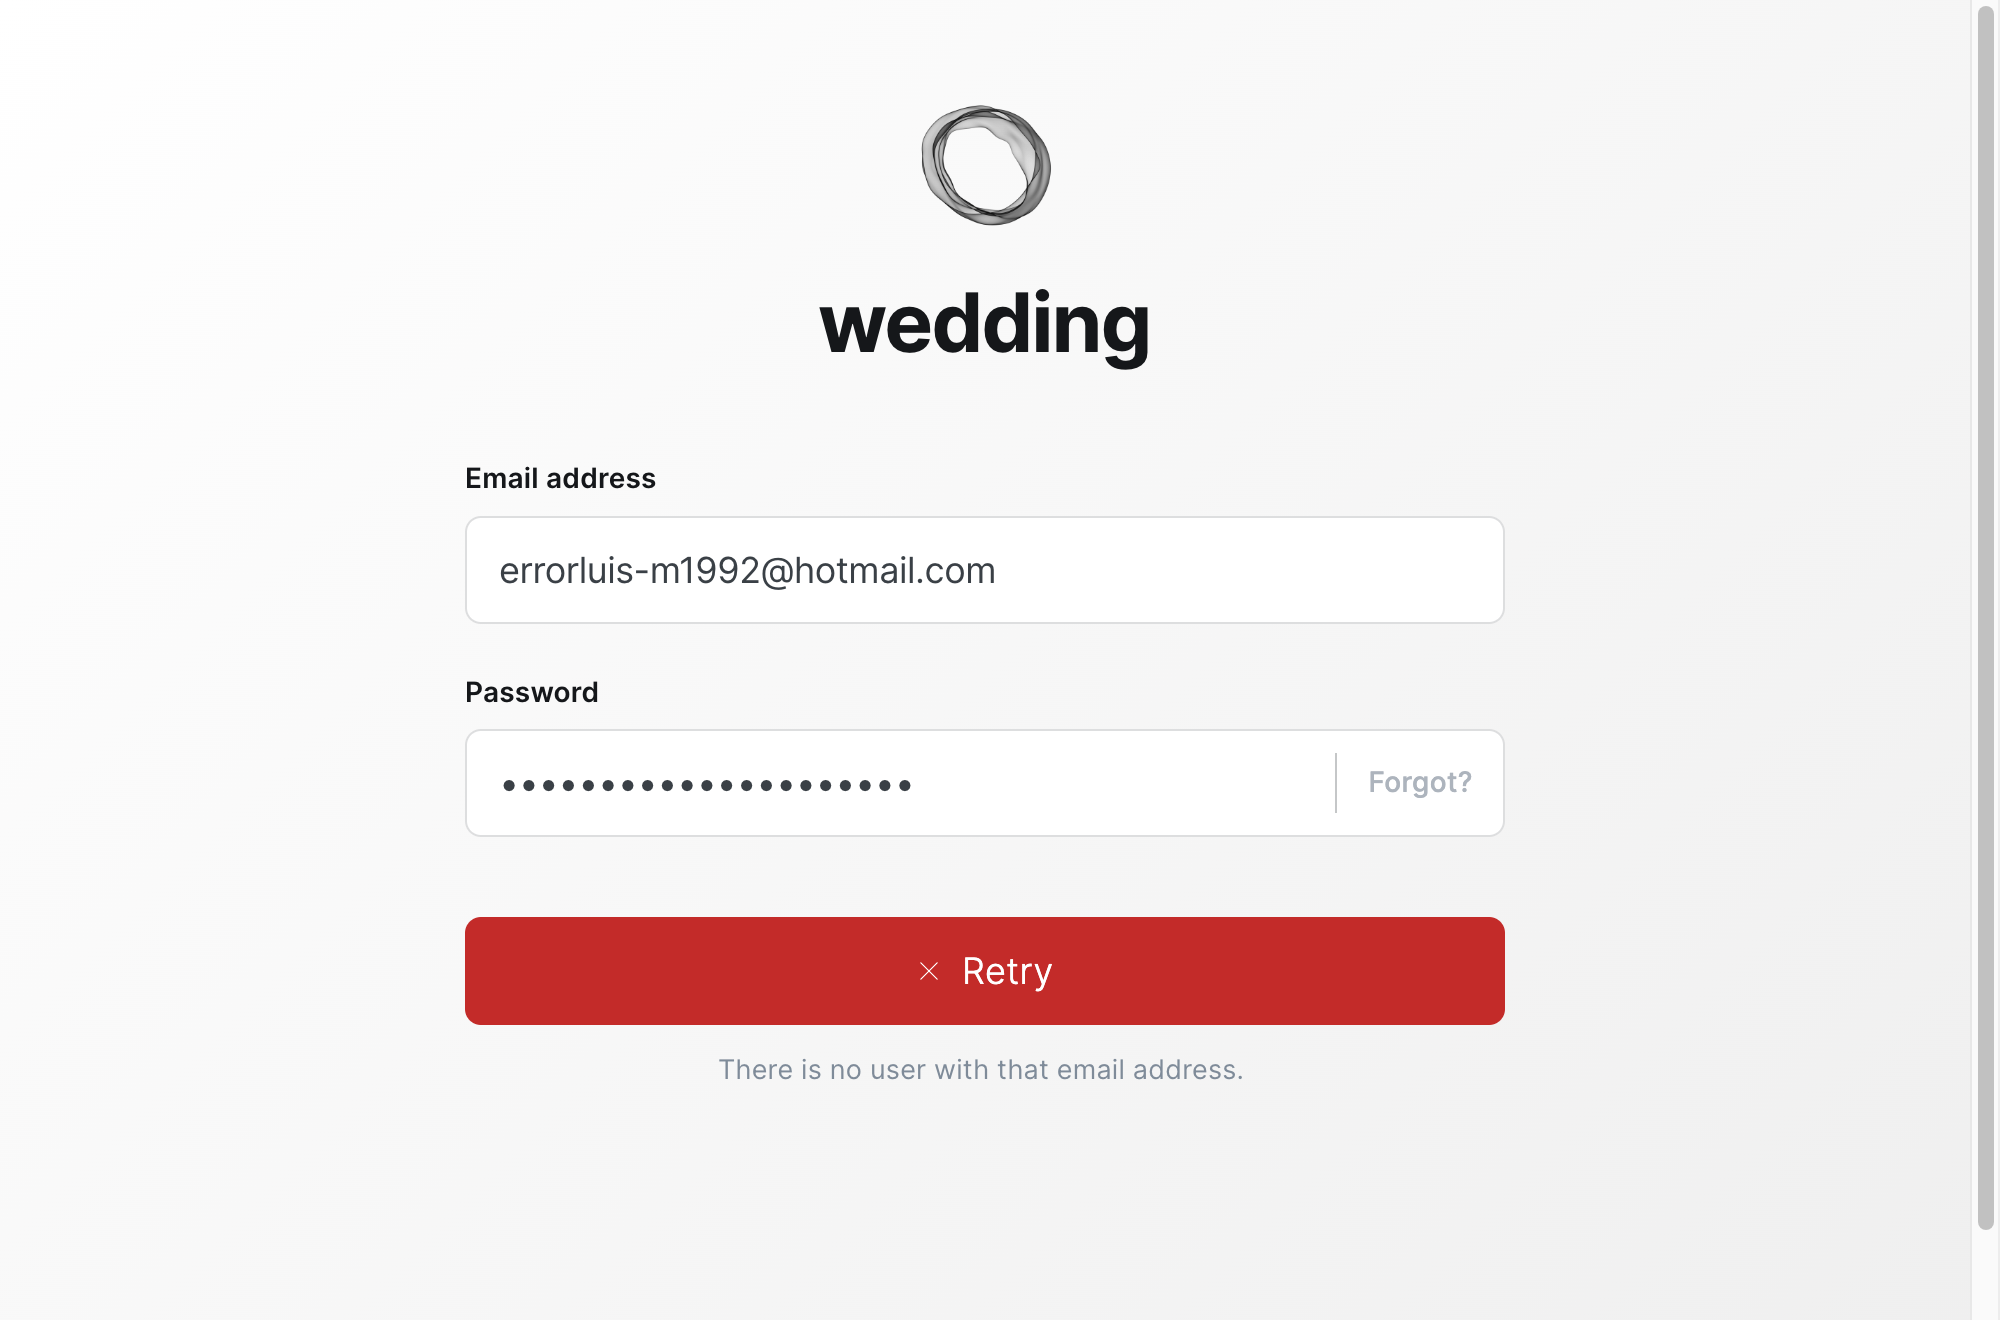 wedding
Email address
errorluis-m1992@hotmail.com
Password
Forgot?
Retry
There is no user with that email address.